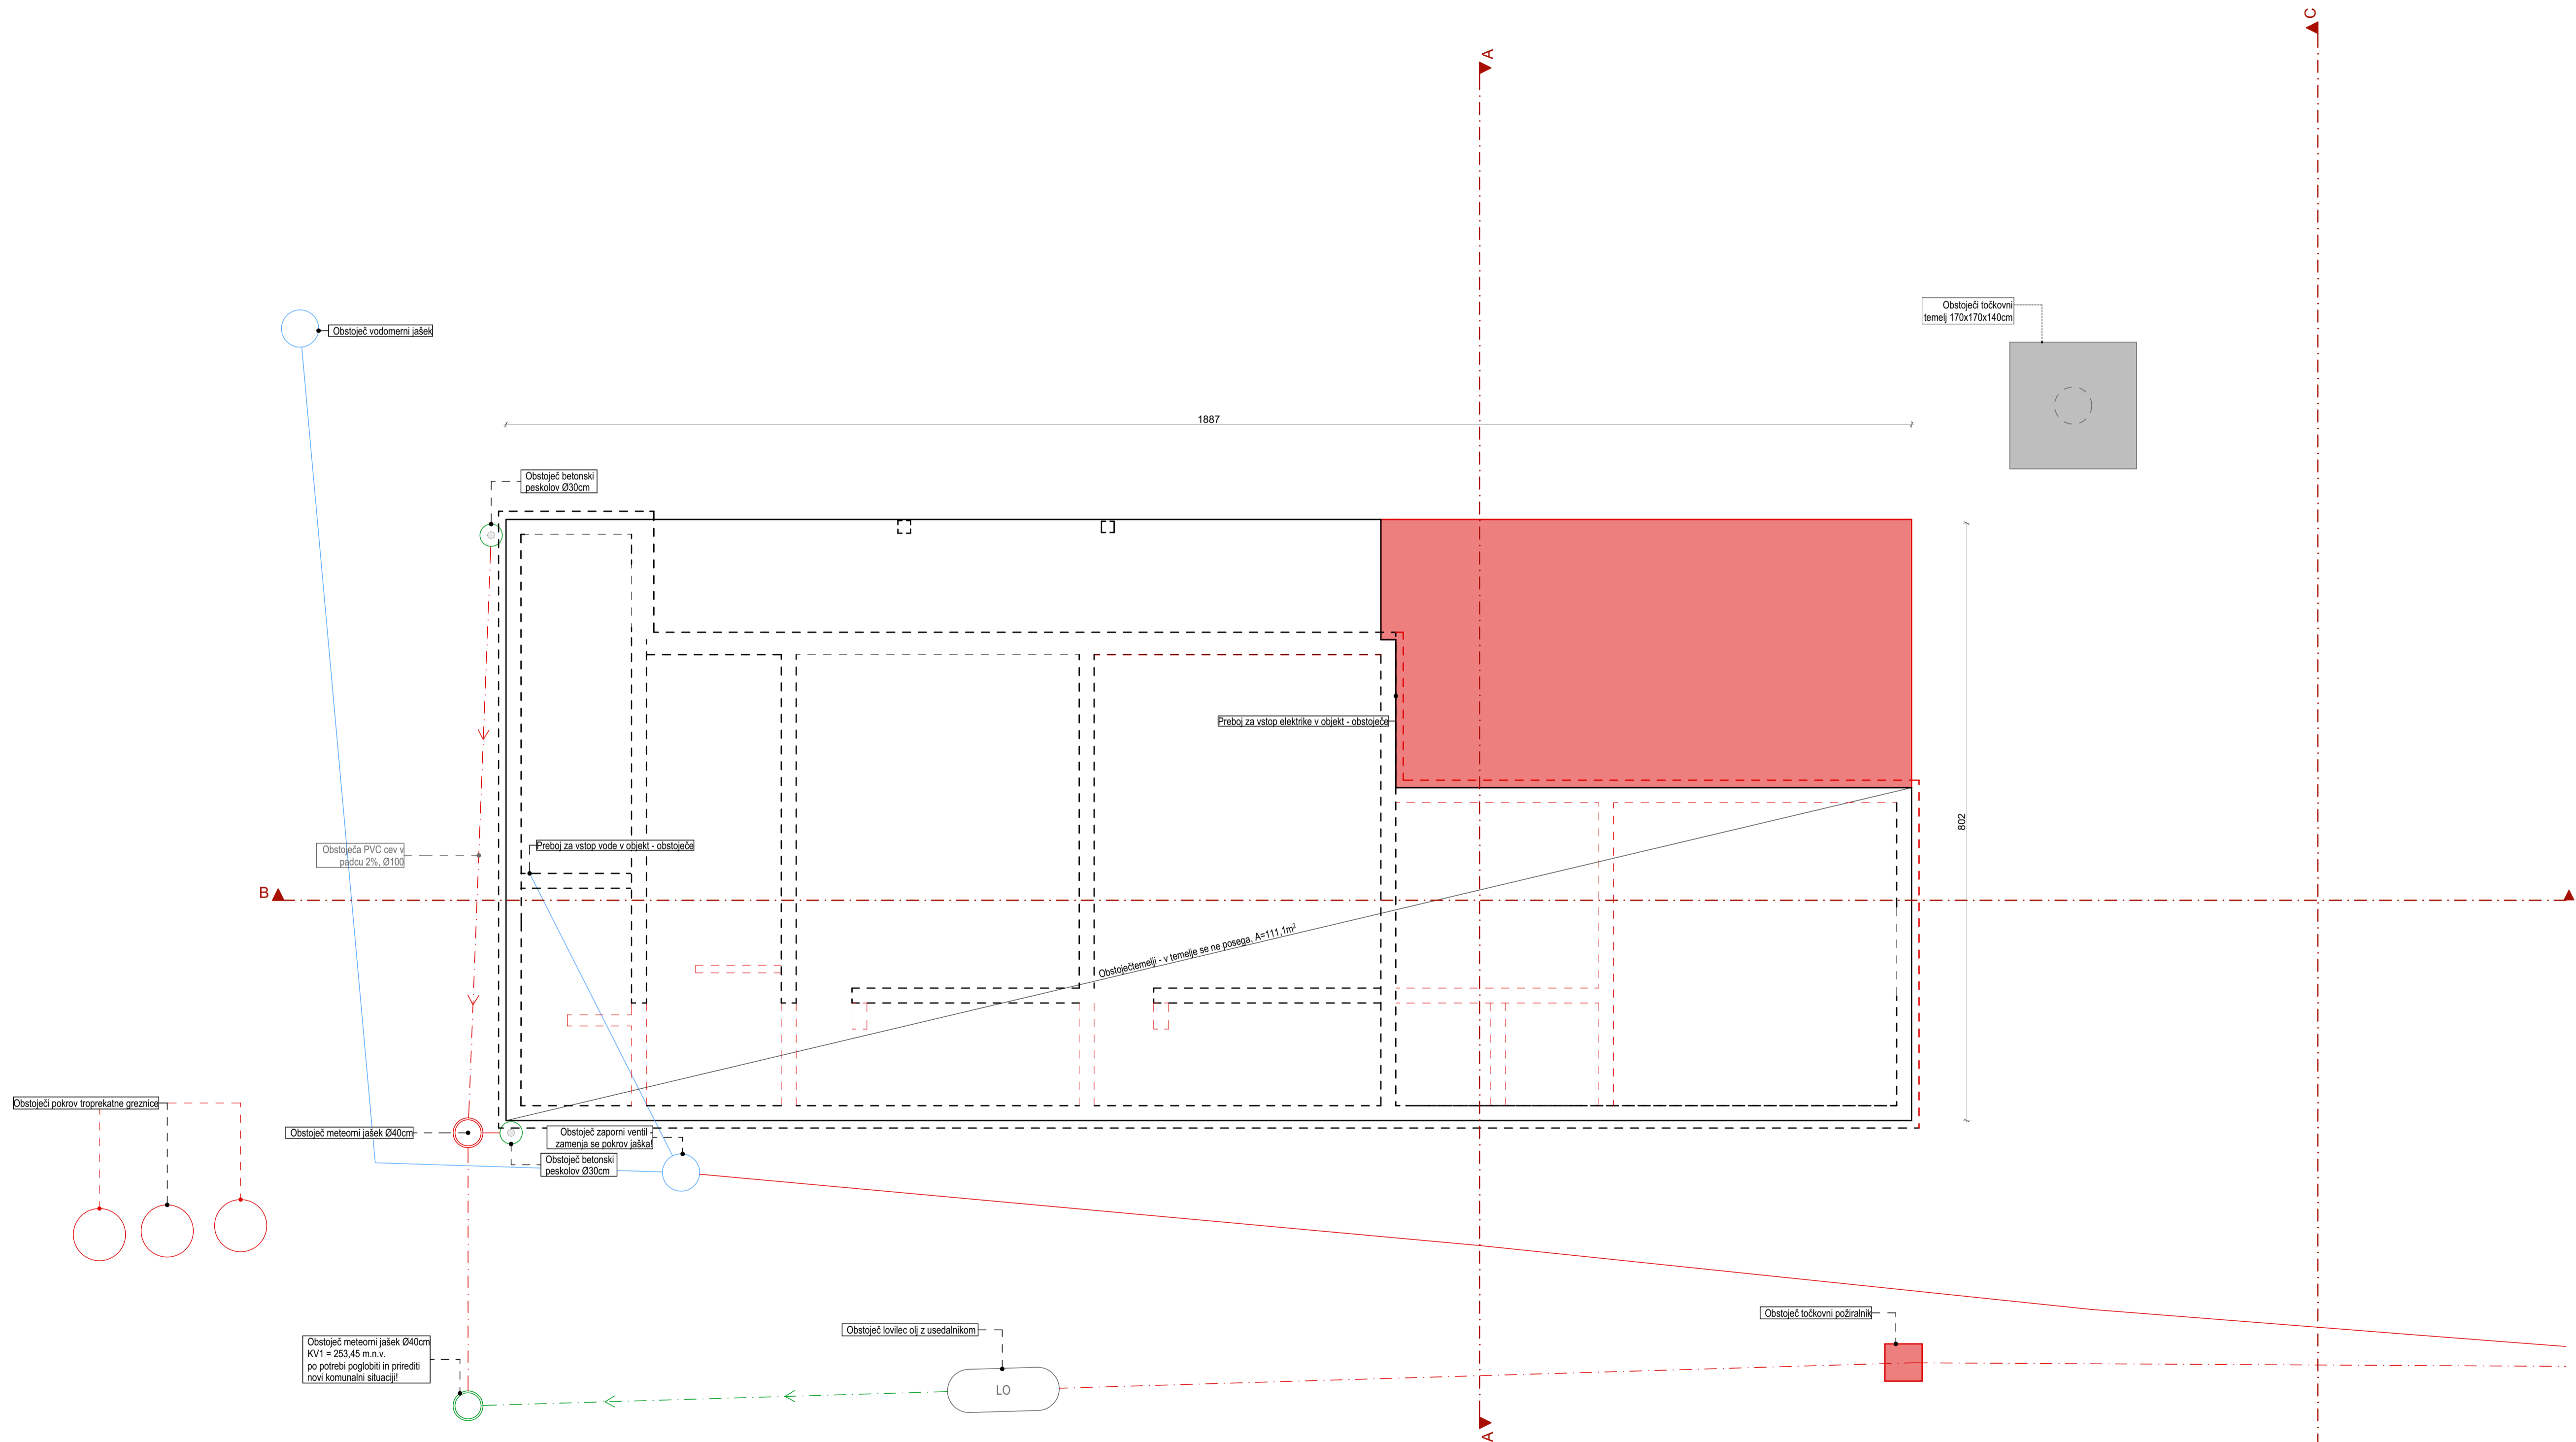 C
A
Obstoječi točkovni
temelj 170x170x140cm
Obstoječ vodomerni jašek
1887
Obstoječ betonski
peskolov Ø30cm
Preboj za vstop elektrike v objekt - obstoječe
802
Obstoječa PVC cev v
padcu 2%, Ø100
Preboj za vstop vode v objekt - obstoječe
B
Obstoječtemelji - v temelje se ne posega, A=111,1m²
Obstoječi pokrov troprekatne greznice
Obstoječ meteorni jašek Ø40cm
Obstoječ zaporni ventil -
zamenja se pokrov jaška!
Obstoječ betonski
peskolov Ø30cm
Obstoječ točkovni požiralnik
Obstoječ lovilec olj z usedalnikom
Obstoječ meteorni jašek Ø40cm
KV1 = 253,45 m.n.v.
po potrebi poglobiti in prirediti
novi komunalni situaciji!
LO
A